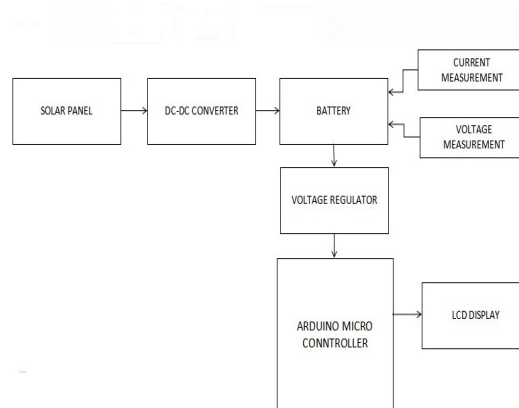 CURRENT
MEASUREMENT
SOLAR PANEL
DC-DC CONVERTER
BATTERY
VOLTAGE
MEASUREMENT
VOLTAGE REGULATOR
ARDUINO MICRO
CONNTROLLER
LCD DISPLAY